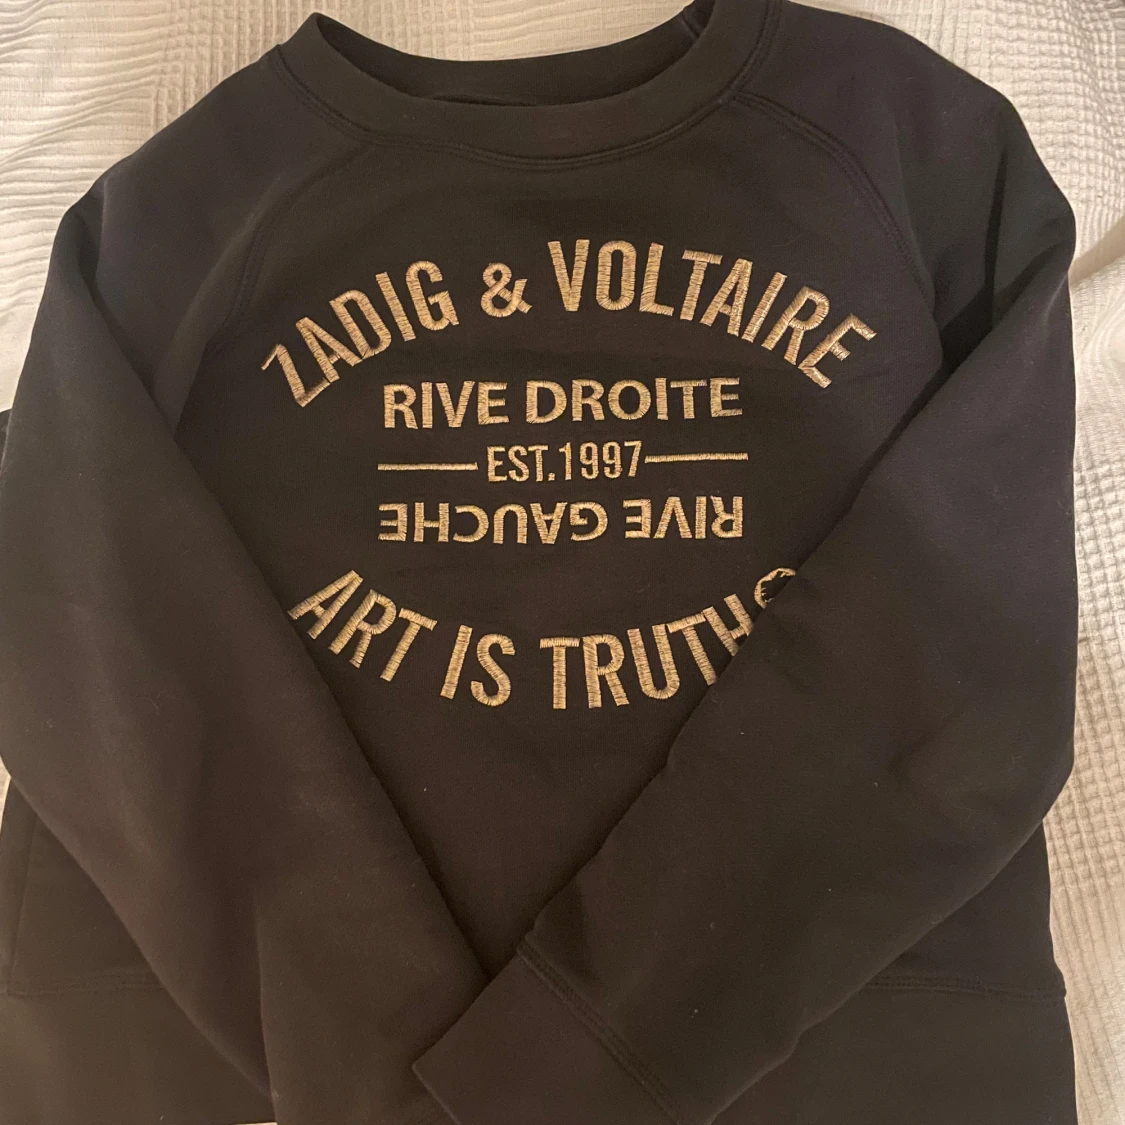 ZADIG & VOLTAIRE
RIVE DROITE
EST.1997
RIVE GAUCHE
ART IS TRUTH